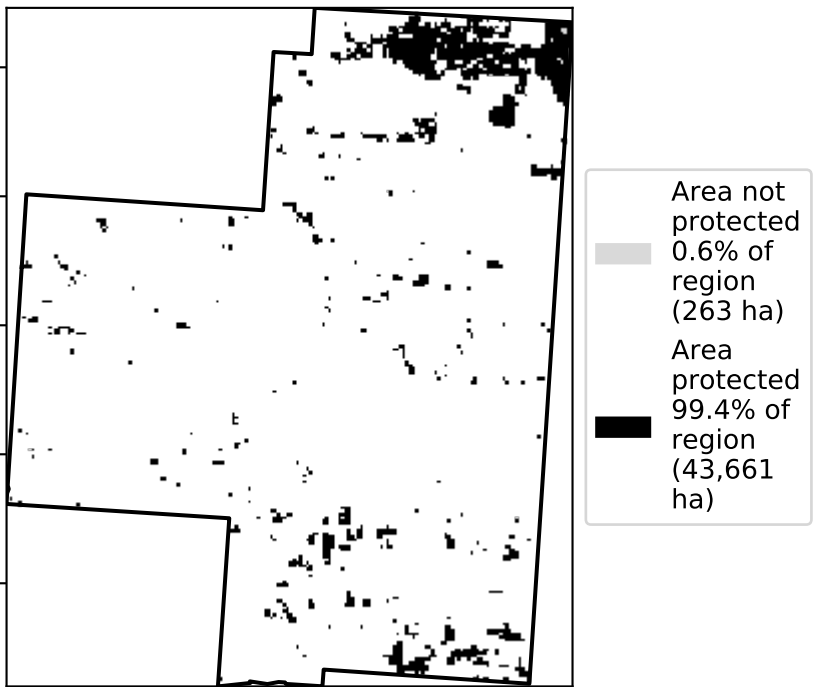 Area not
protected
0.6% of
region
(263 ha)
Area
protected
99.4% of
region
(43,661
ha)